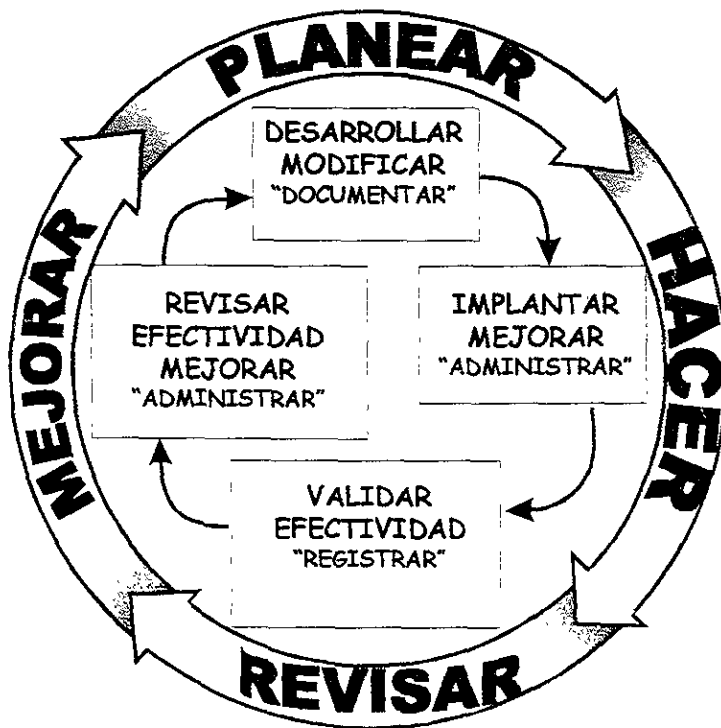 PLANEAR
DESARROLLAR
MODIFICAR
"DOCUMENTAR"
HACER
IMPLANTAR
MEJORAR
"ADMINISTRAR"
VALIDAR
EFECTIVIDAD
"REGISTRAR"
REVISAR
REVISAR
EFECTIVIDAD
MEJORAR
"ADMINISTRAR"
MEJORAR